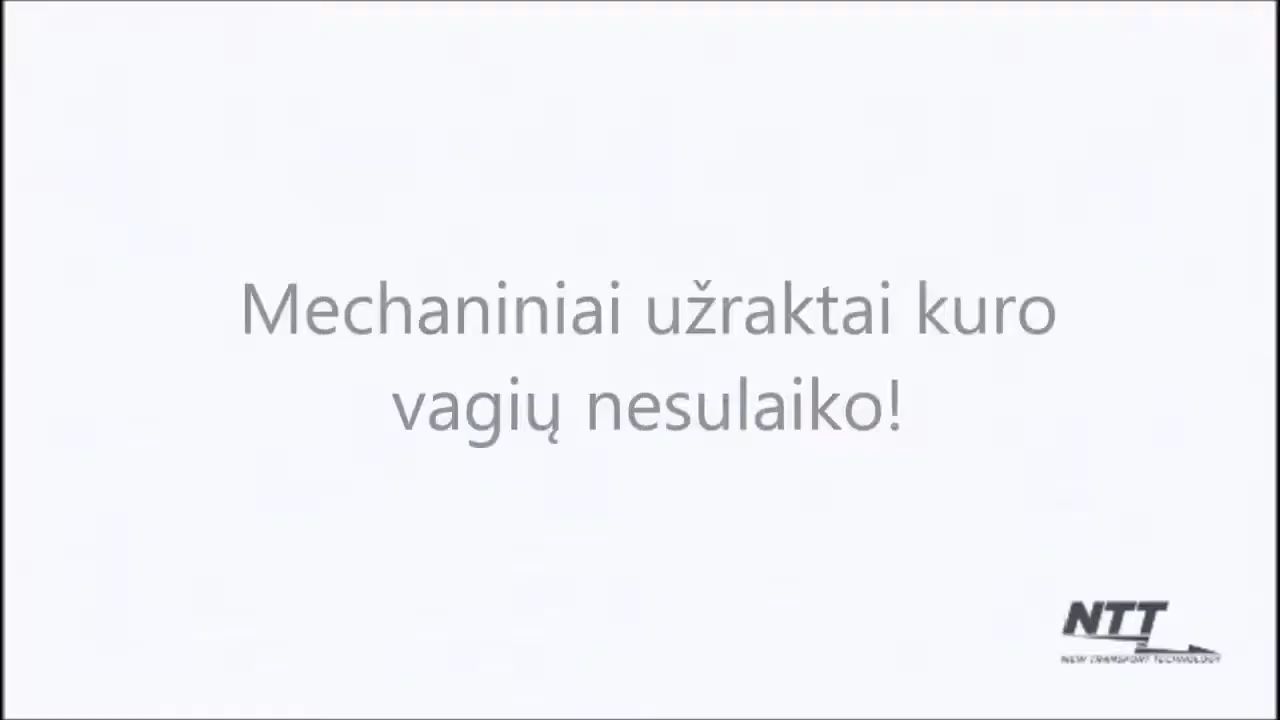 Mechaniniai užraktai kuro
vagių nesulaiko!
NTT
NEW TRANSPORT TECHNOLOGY